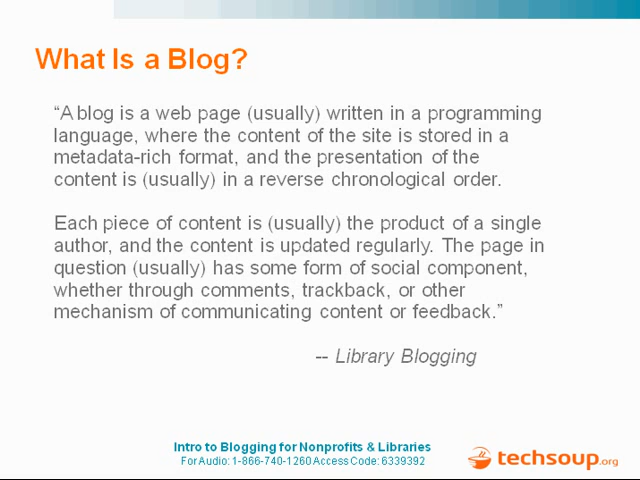 What Is a Blog?
“A blog is a web page (usually) written in a programming
language, where the content of the site is stored in a
metadata-rich format, and the presentation of the
content is (usually) in a reverse chronological order.
Each piece of content is (usually) the product of a single
author, and the content is updated regularly. The page in
question (usually) has some form of social component,
whether through comments, trackback, or other
mechanism of communicating content or feedback.”
-- Library Blogging
Intro to Blogging for Nonprofits & Libraries
For Audio: 1-866-740-1260 Access Code: 6339392
techsoup.org